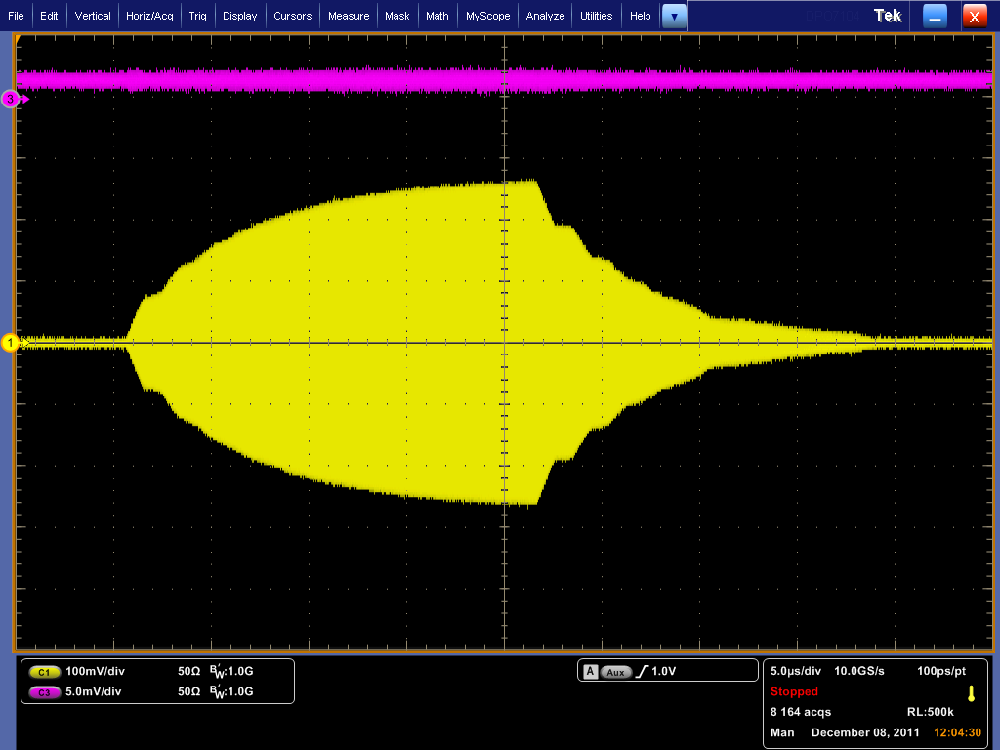 File Edit Vertical Horiz/Acq Trig Display Cursors Measure Mask Math MyScope Analyze Utilities Help Tek X
3
1
C1 100mV/div 50Ω BW:1.0G
C3 5.0mV/div 50Ω BW:1.0G
A Aux 1.0V
5.0µs/div 10.0GS/s 100ps/pt
Stopped
8 164 acqs RL:500k
Man December 08, 2011 12:04:30